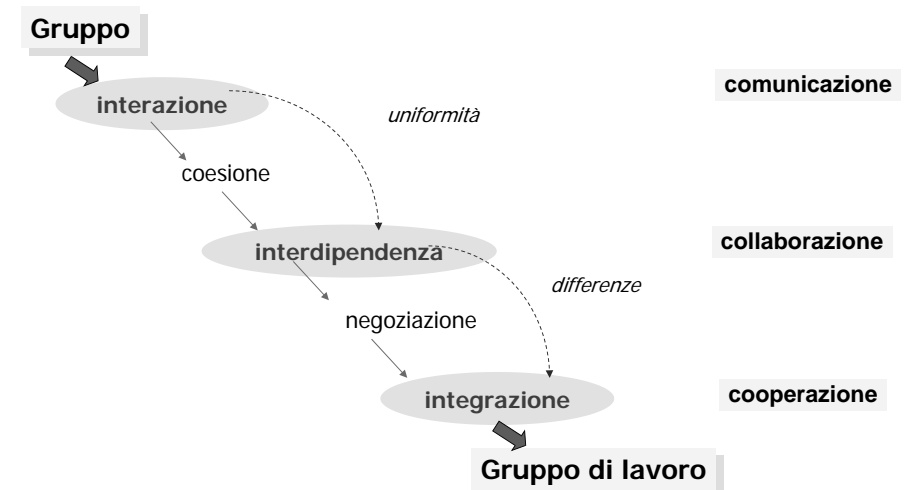 Gruppo
interazione
comunicazione
uniformità
coesione
interdipendenza
collaborazione
differenze
negoziazione
integrazione
cooperazione
Gruppo di lavoro